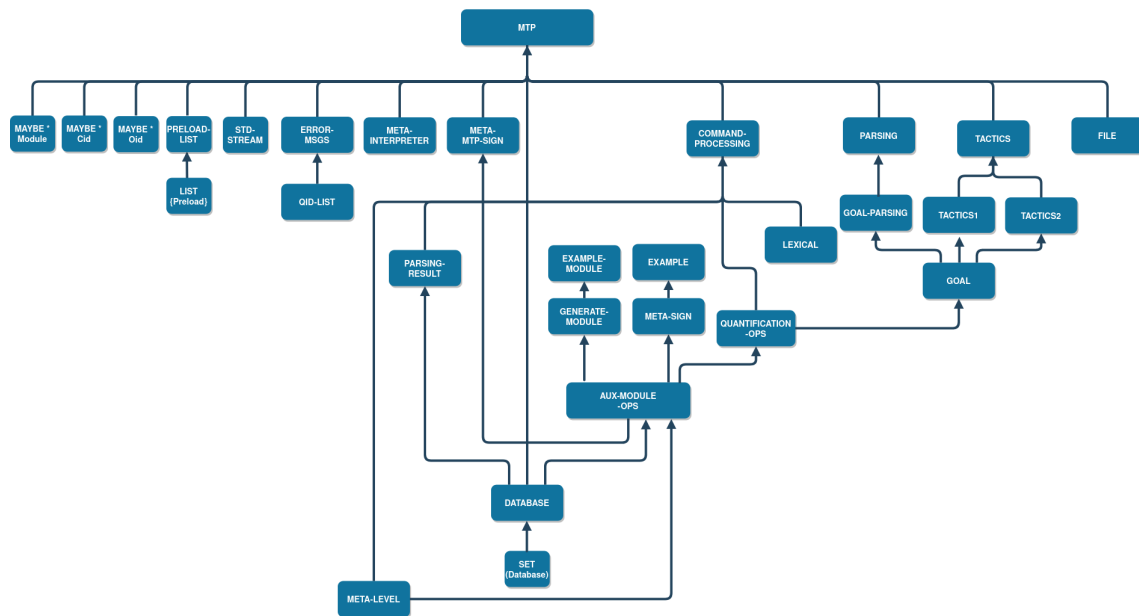 MTP
MAYBE *
Module
MAYBE *
Cid
MAYBE *
Oid
PRELOAD-
LIST
STD-
STREAM
ERROR-
MSGS
META-
INTERPRETER
META-
MTP-SIGN
COMMAND-
PROCESSING
PARSING
TACTICS
FILE
LIST
{Preload}
QID-LIST
GOAL-PARSING
TACTICS1
TACTICS2
LEXICAL
PARSING-
RESULT
EXAMPLE-
MODULE
EXAMPLE
GOAL
GENERATE-
MODULE
META-SIGN
QUANTIFICATION
-OPS
AUX-MODULE
-OPS
DATABASE
SET
(Database)
META-LEVEL